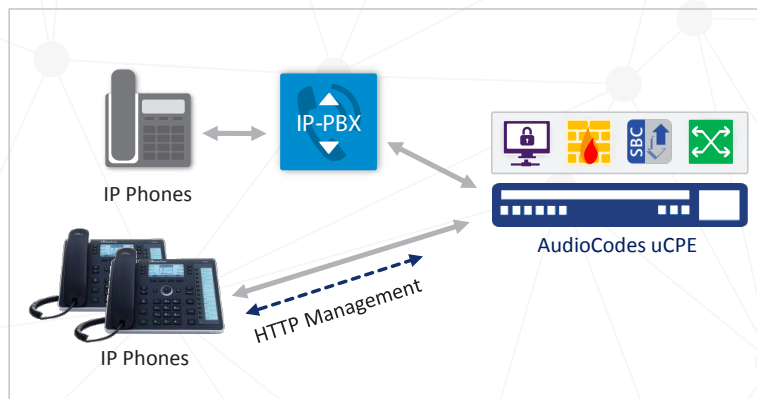 IP-PBX
SBC
IP Phones
AudioCodes uCPE
HTTP Management
IP Phones